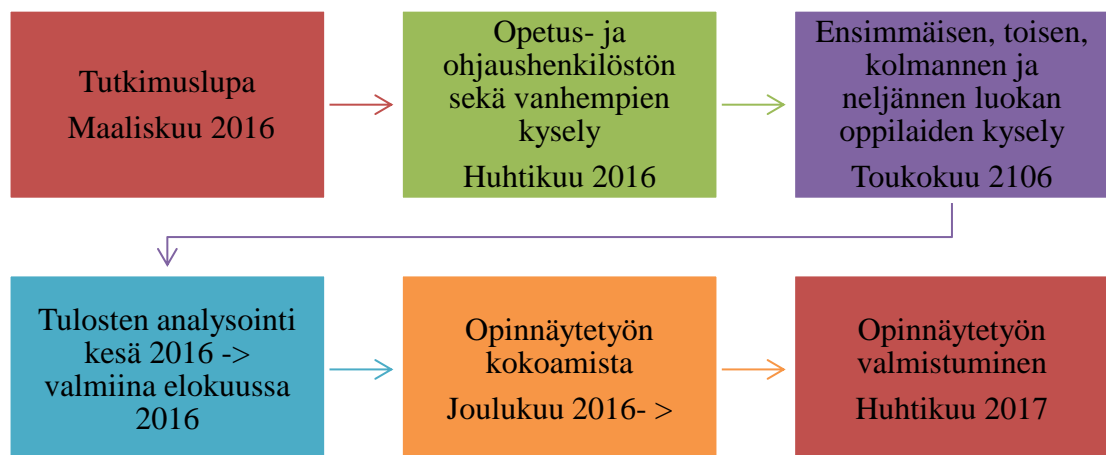 Tutkimuslupa
Maaliskuu 2016
Opetus- ja
ohjaushenkilöstön
sekä vanhempien
kysely
Huhtikuu 2016
Ensimmäisen, toisen,
kolmannen ja
neljännen luokan
oppilaiden kysely
Toukokuu 2106
Tulosten analysointi
kesä 2016 ->
valmiina elokuussa
2016
Opinnäytetyön
kokoamista
Joulukuu 2016- >
Opinnäytetyön
valmistuminen
Huhtikuu 2017